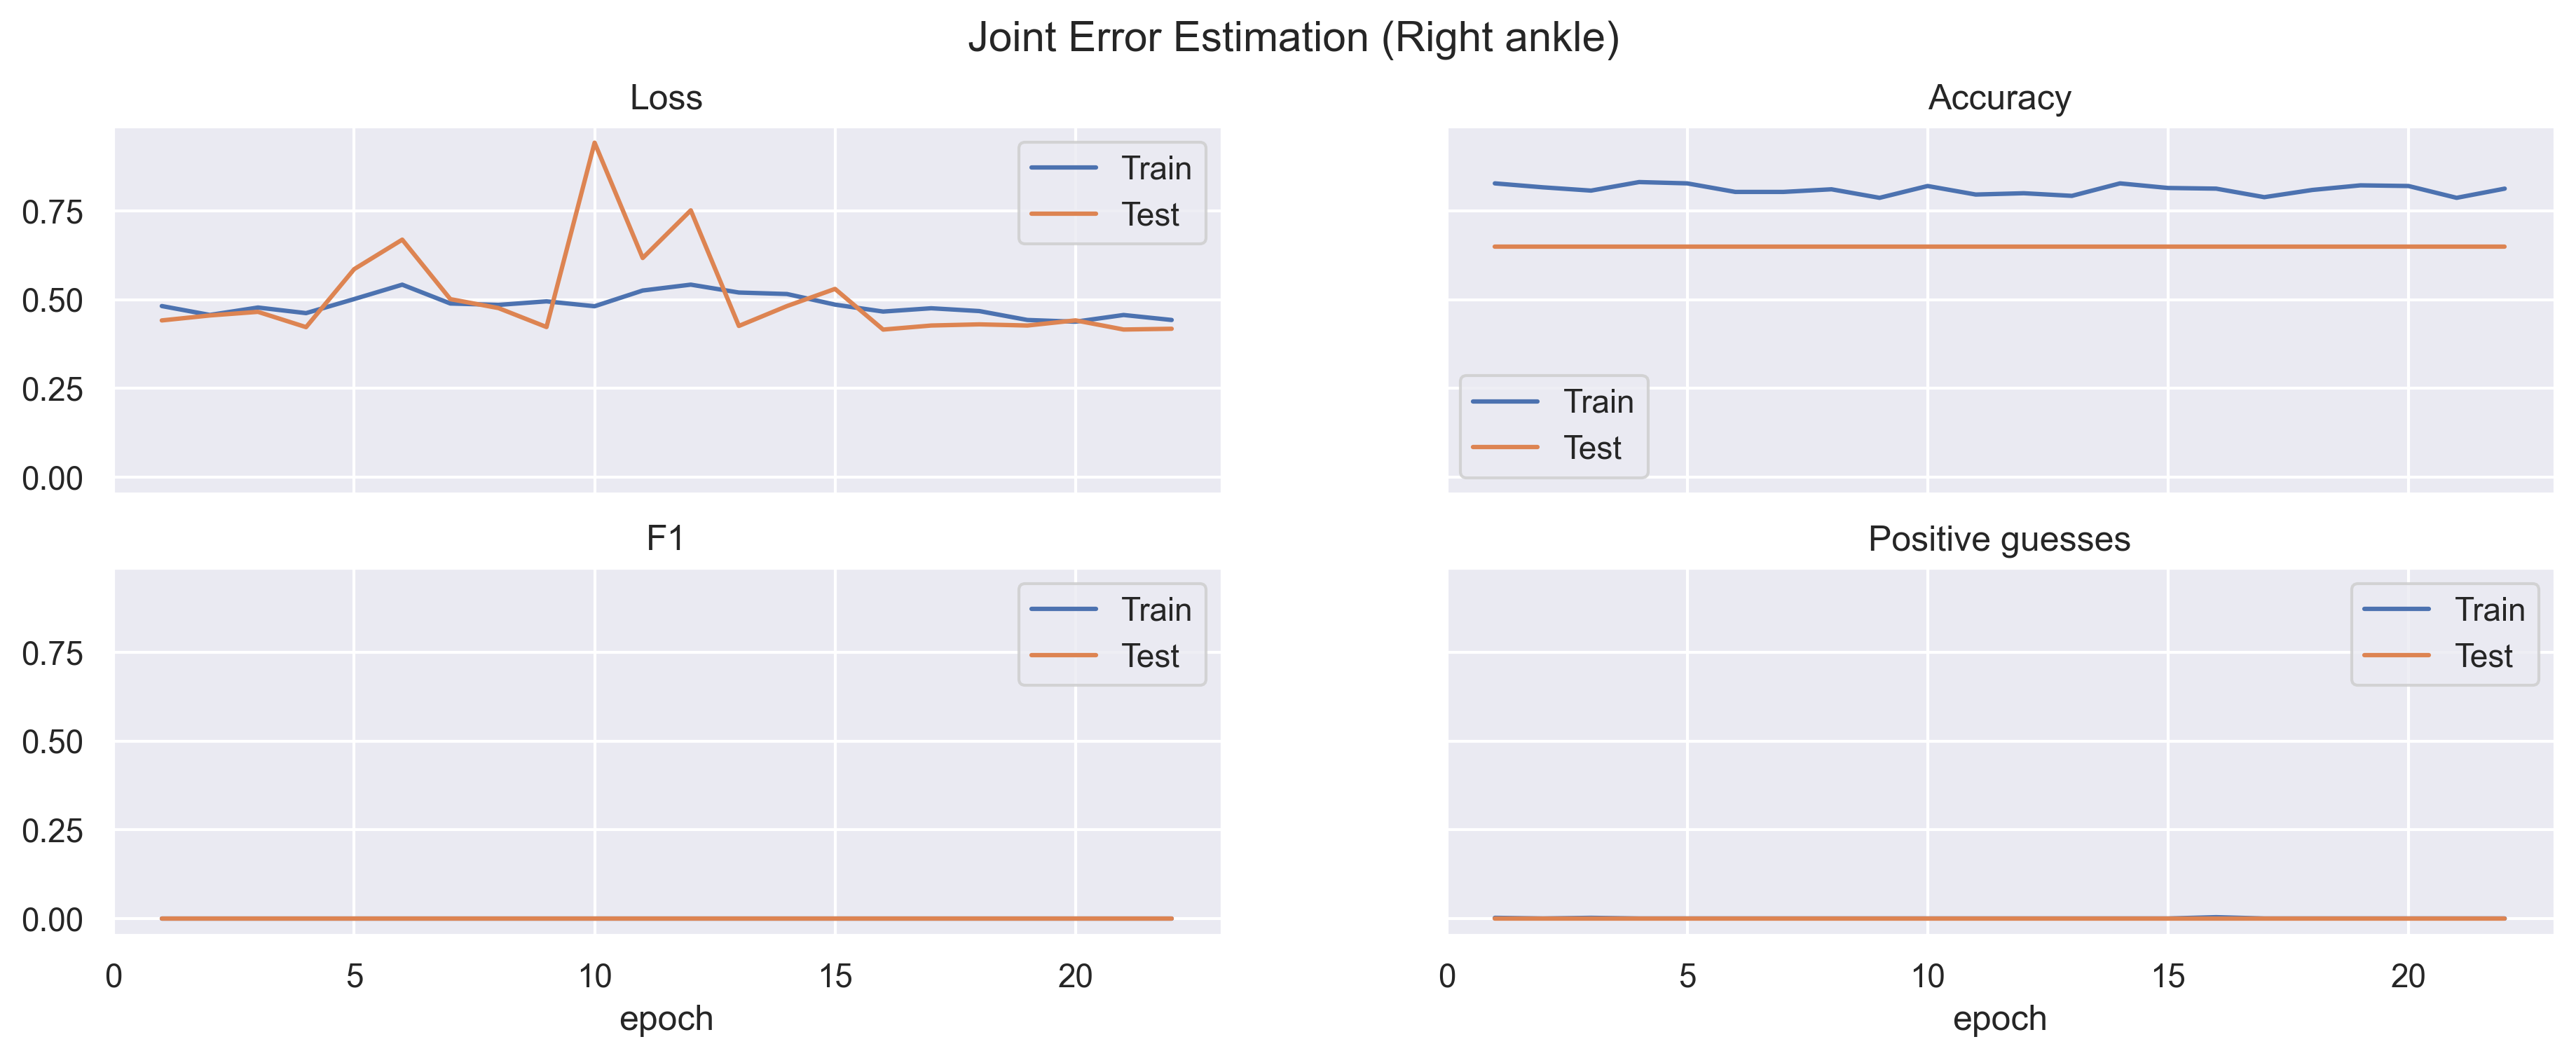 Joint Error Estimation (Right ankle)
Loss
0.75
0.50
0.25
0.00
Train
Test
Accuracy
Train
Test
F1
0.75
0.50
0.25
0.00
Train
Test
0 5 10 15 20
epoch
Positive guesses
Train
Test
0 5 10 15 20
epoch